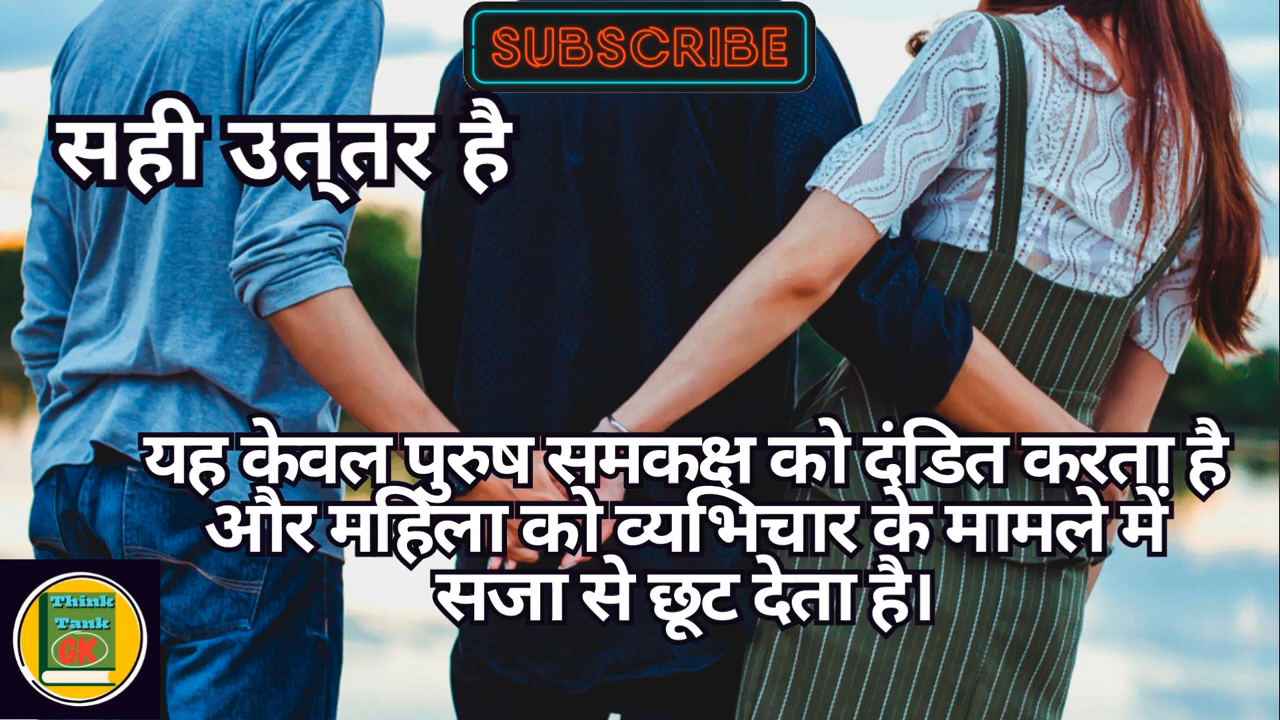 SUBSCRIBE
सही उत्तर है
यह केवल पुरुष समकक्ष को दंडित करता है
और महिला को व्यभिचार के मामले में
सजा से छूट देता है।
Think
Tank
GK